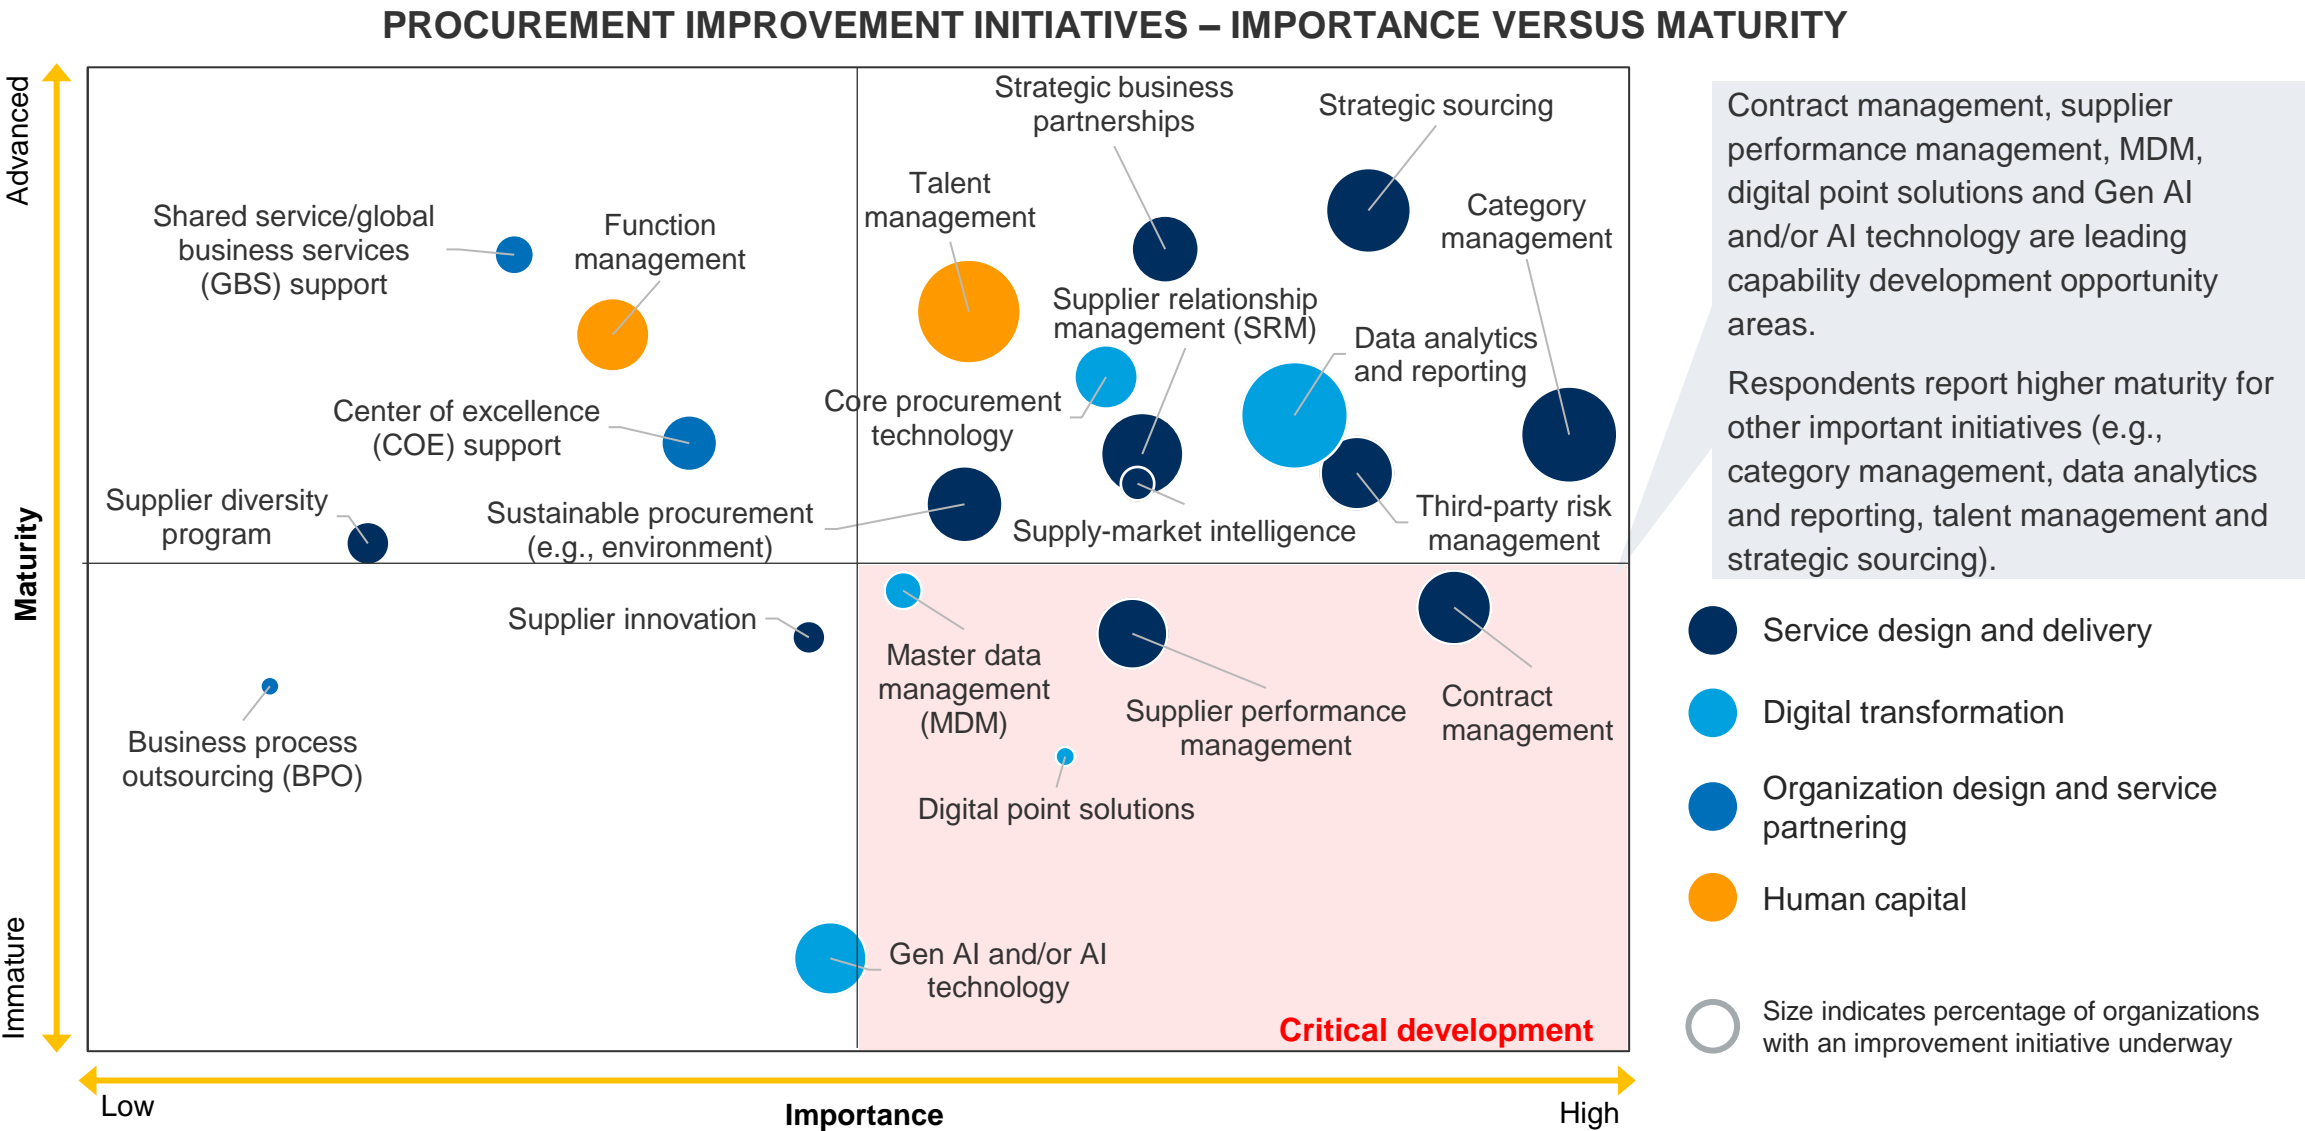 PROCUREMENT IMPROVEMENT INITIATIVES – IMPORTANCE VERSUS MATURITY
Advanced
Maturity
Immature
Strategic business
partnerships
Strategic sourcing
Talent
management
Category
management
Shared service/global
business services
(GBS) support
Function
management
Supplier relationship
management (SRM)
Data analytics
and reporting
Core procurement
technology
Center of excellence
(COE) support
Supplier diversity
program
Sustainable procurement
(e.g., environment)
Supply-market intelligence
Third-party risk
management
Supplier innovation
Master data
management
(MDM)
Supplier performance
management
Contract
management
Business process
outsourcing (BPO)
Digital point solutions
Gen AI and/or AI
technology
Critical development
Low
Importance
High
Contract management, supplier
performance management, MDM,
digital point solutions and Gen AI
and/or AI technology are leading
capability development opportunity
areas.
Respondents report higher maturity for
other important initiatives (e.g.,
category management, data analytics
and reporting, talent management and
strategic sourcing).
Service design and delivery
Digital transformation
Organization design and service
partnering
Human capital
Size indicates percentage of organizations
with an improvement initiative underway